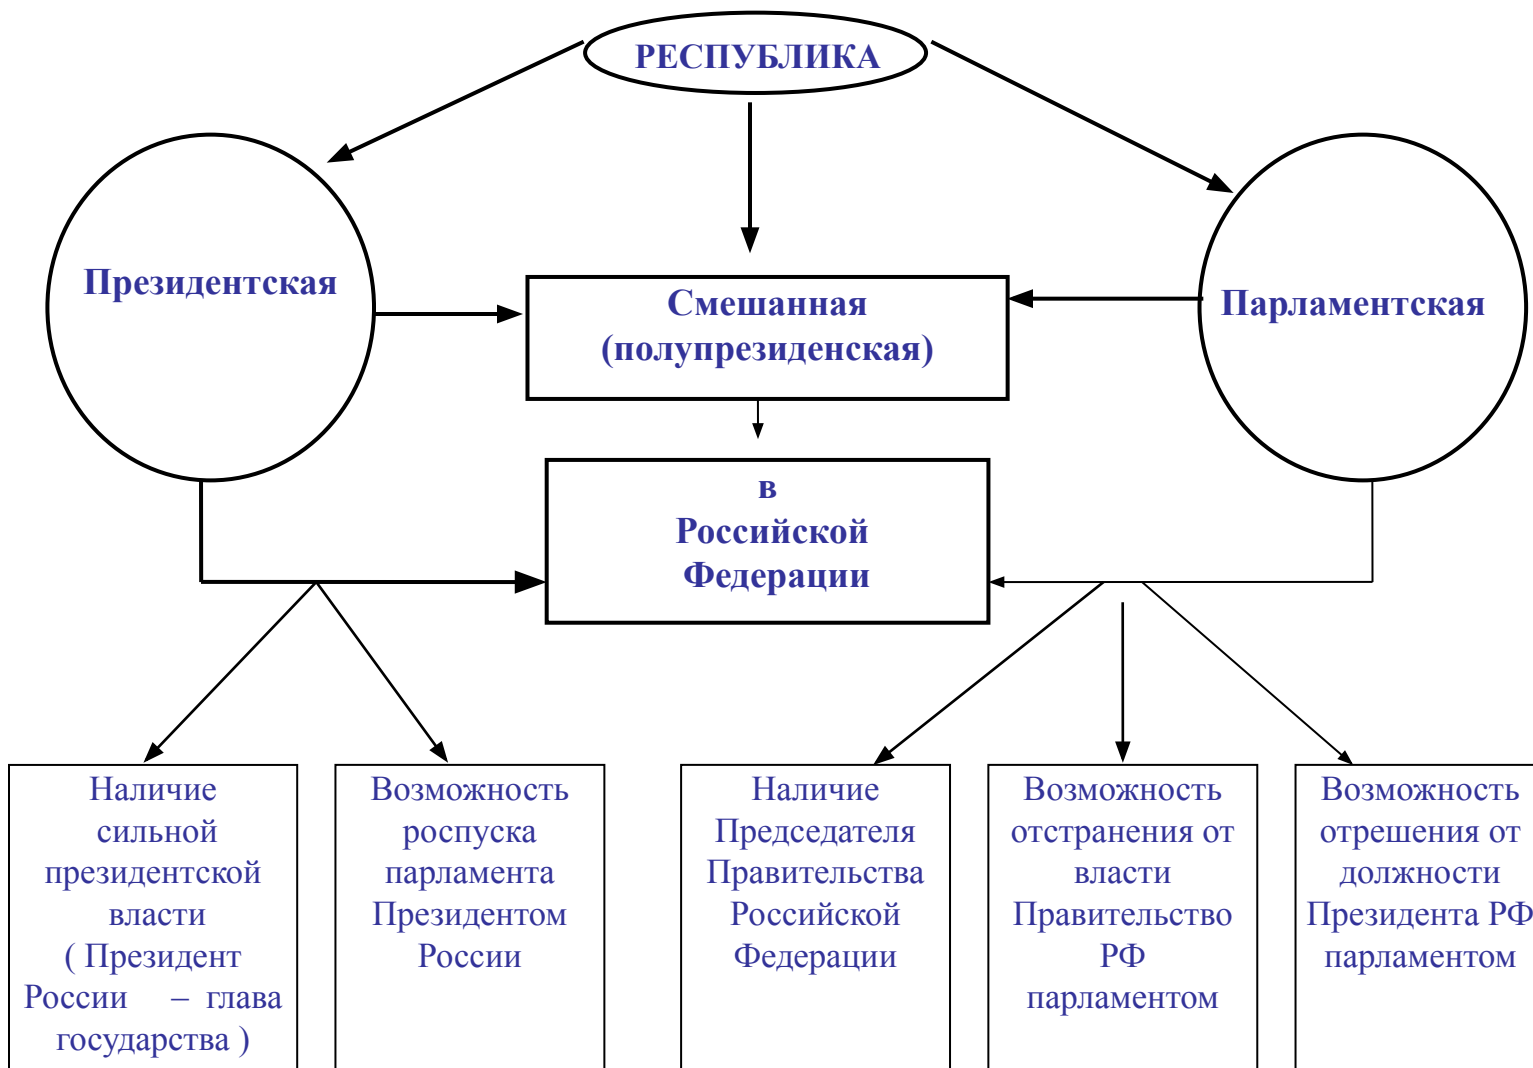 РЕСПУБЛИКА
Президентская
Смешанная
(полупрезиденская)
Парламентская
в
Российской
Федерации
Наличие
сильной
президентской
власти
( Президент
России – глава
государства )
Возможность
роспуска
парламента
Президентом
России
Наличие
Председателя
Правительства
Российской
Федерации
Возможность
отстранения от
власти
Правительство
РФ
парламентом
Возможность
отрешения от
должности
Президента РФ
парламентом